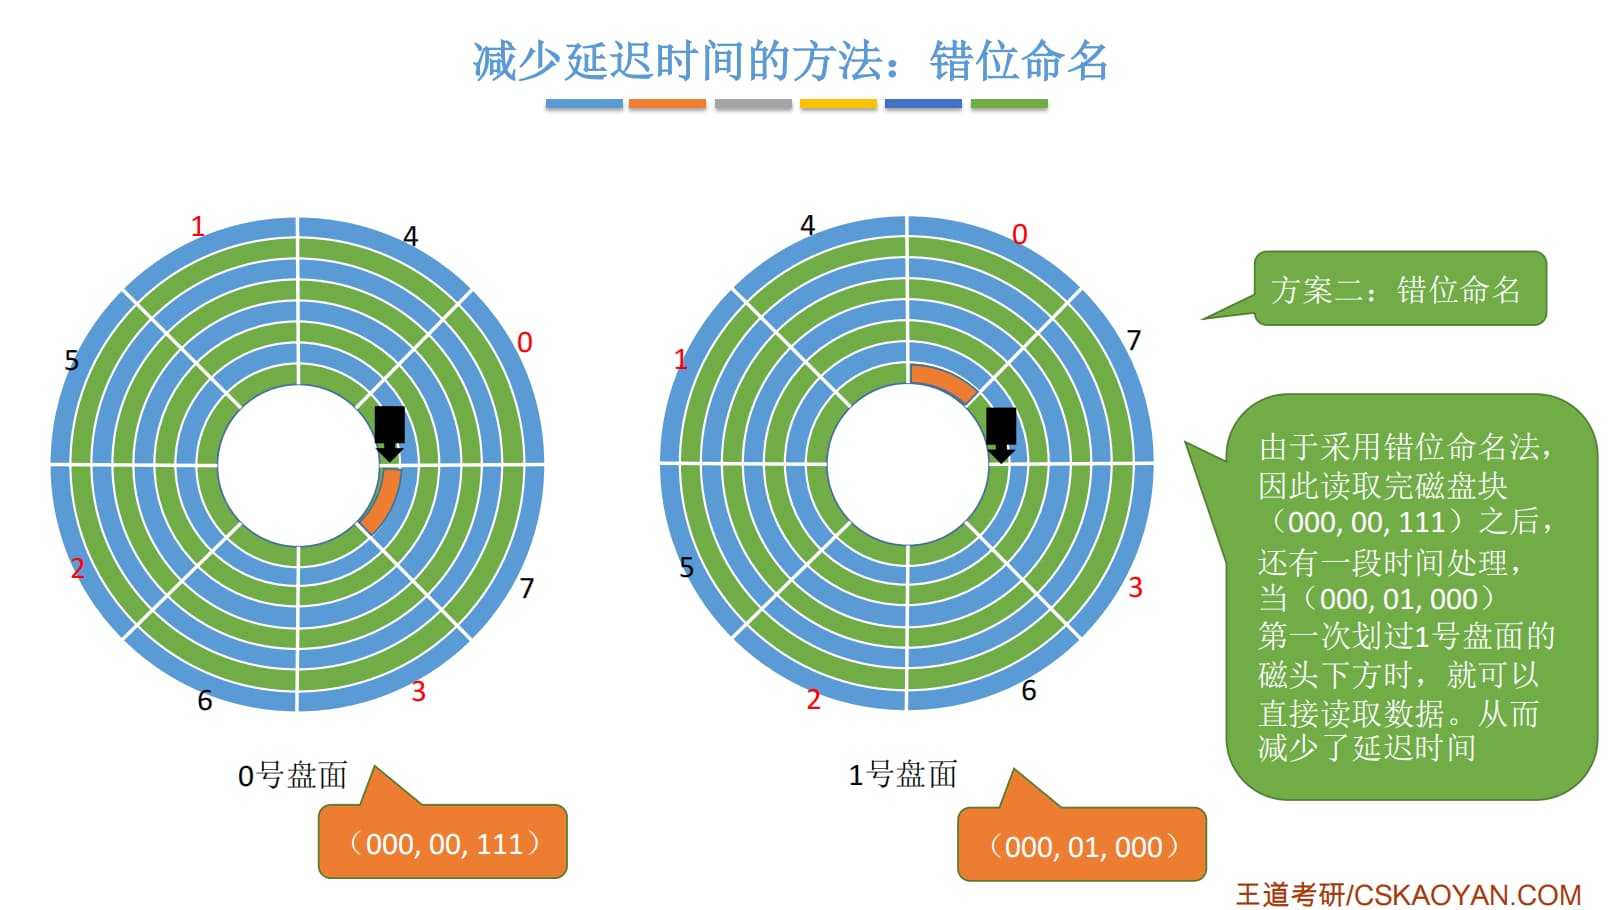 减少延迟时间的方法：错位命名
1
4
5
0
2
7
6
3
0号盘面
（000, 00, 111）
4
0
1
7
5
3
2
6
1号盘面
（000, 01, 000）
方案二：错位命名
由于采用错位命名法，
因此读取完磁盘块
（000, 00, 111）之后，
还有一段时间处理，
当（000, 01, 000）
第一次划过1号盘面的
磁头下方时，就可以
直接读取数据。从而
减少了延迟时间
王道考研/CSKAOYAN.COM